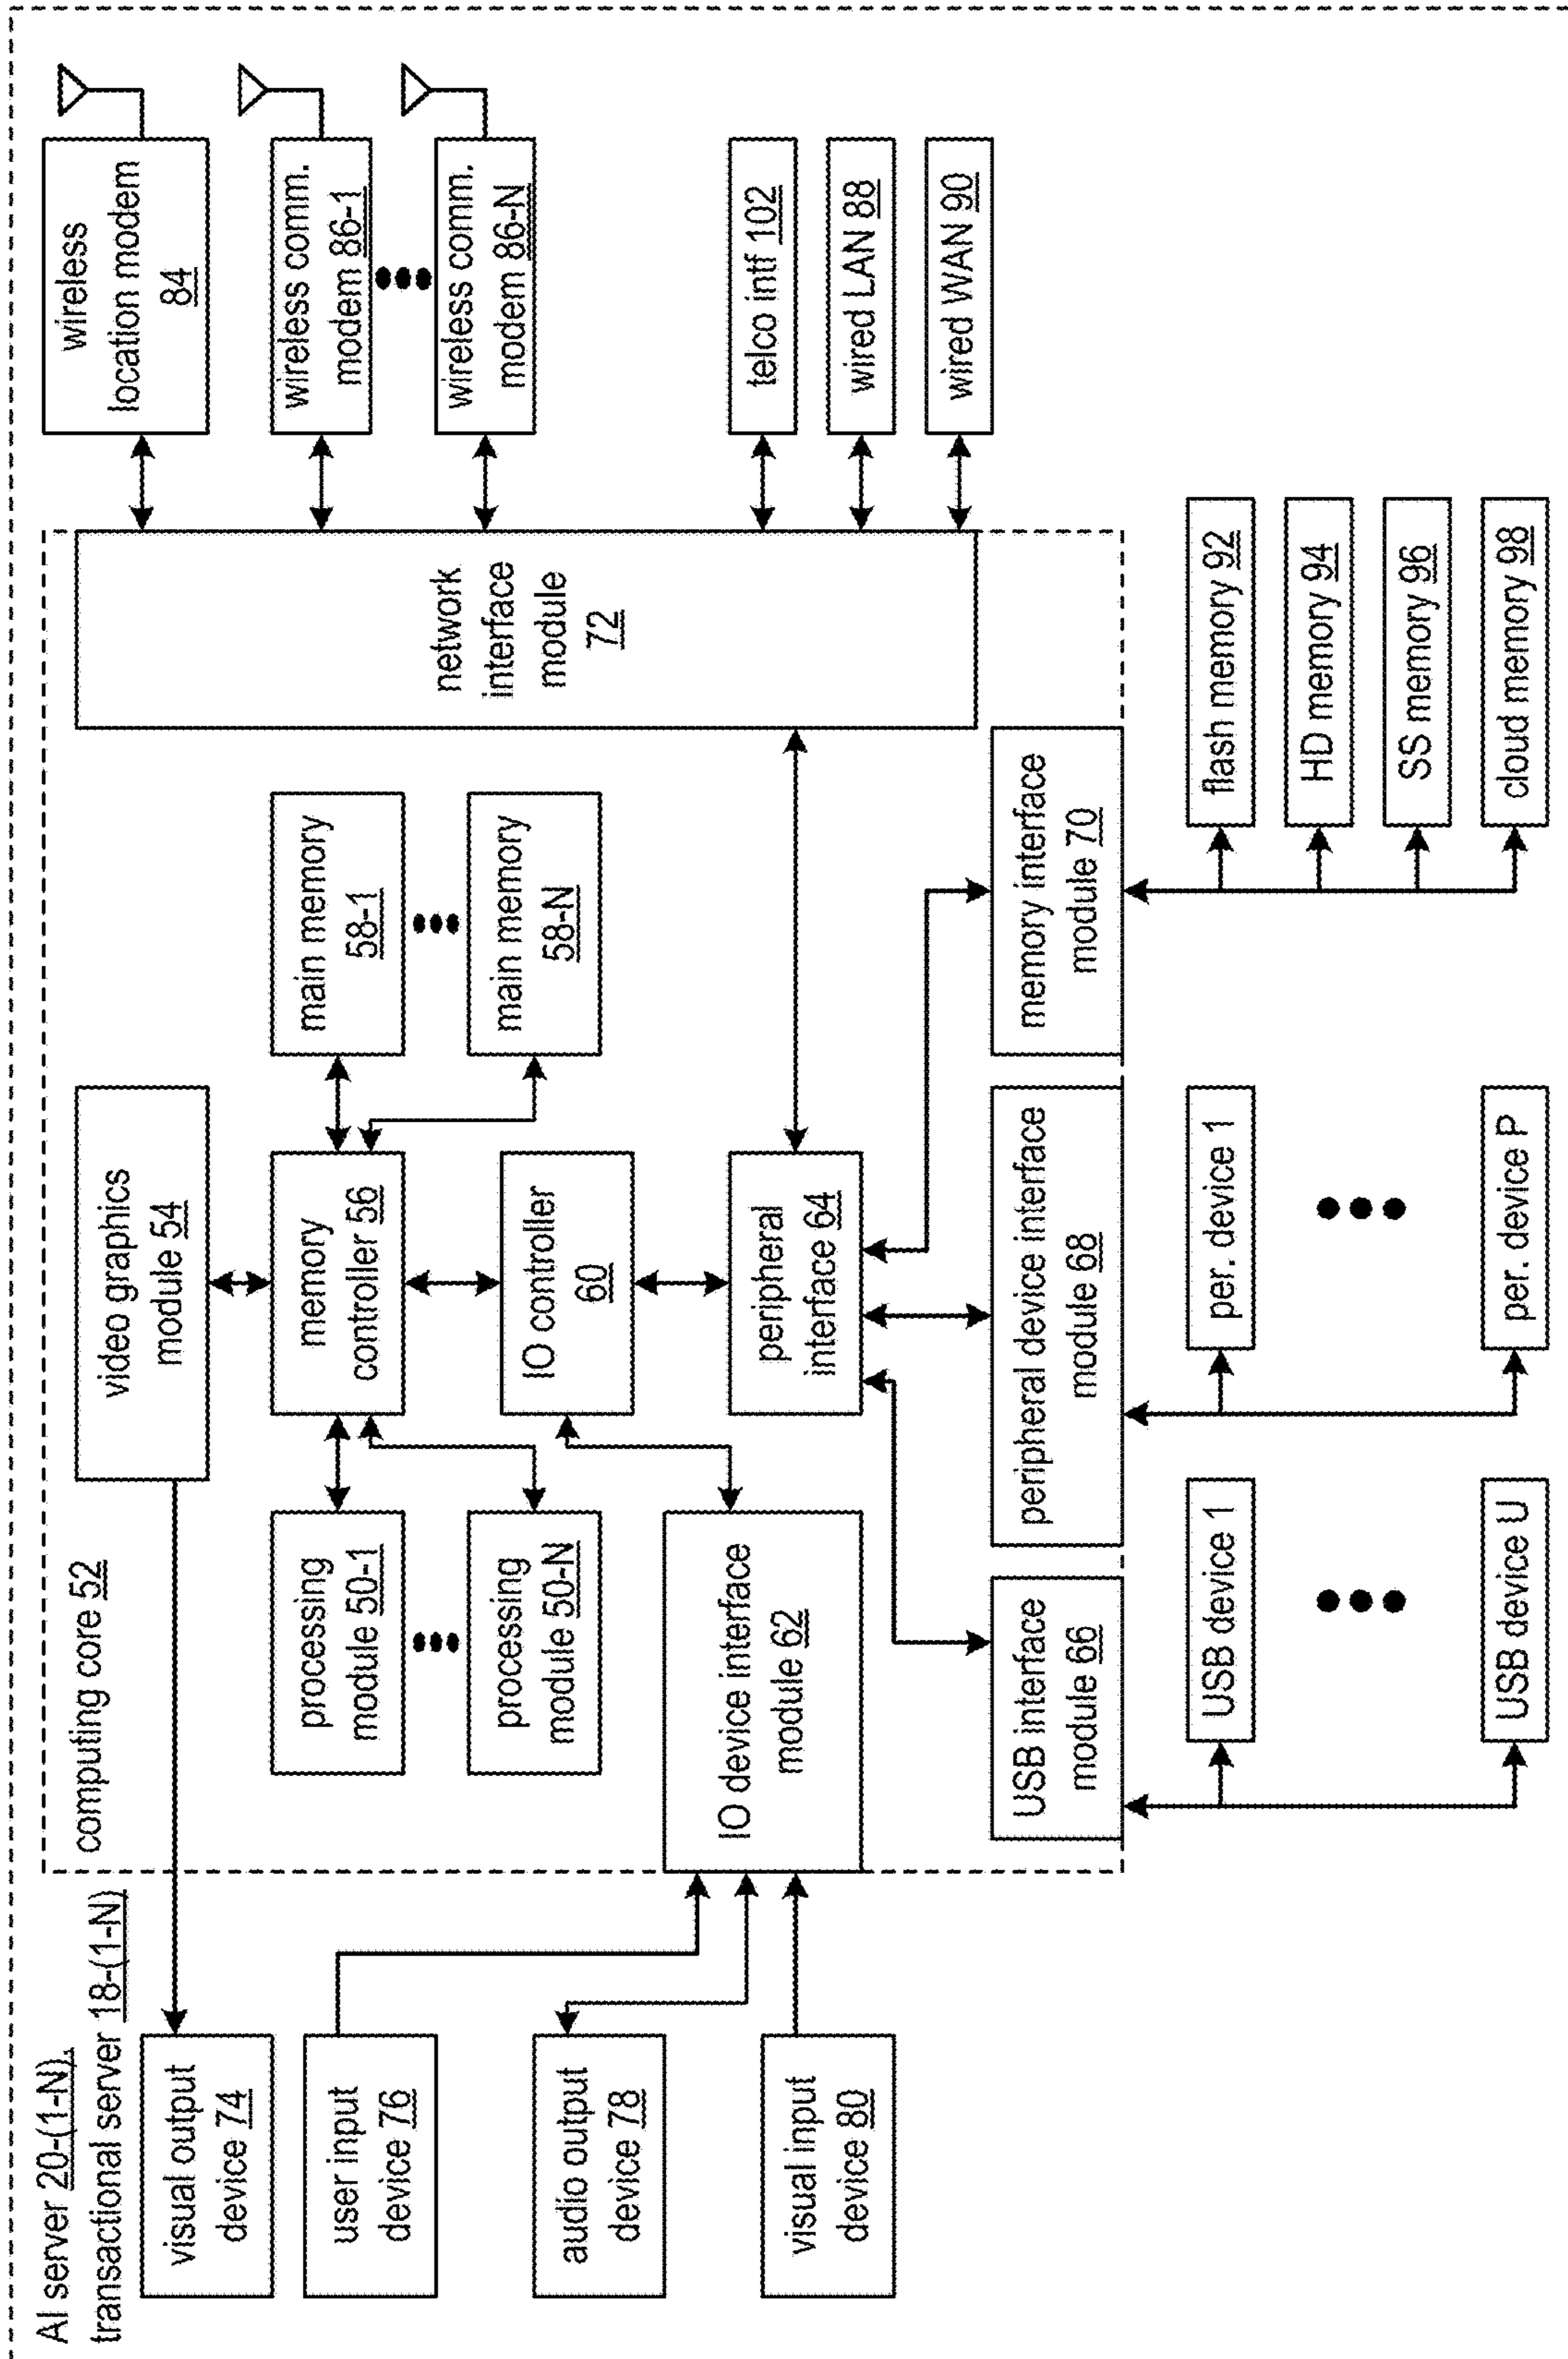 AI server 20-(1-N),
transactional server 18-(1-N)
visual output
device 74
user input
device 76
audio output
device 78
visual input
device 80
computing core 52
video graphics
module 54
processing
module 50-1
processing
module 50-N
memory
controller 56
main memory
58-1
main memory
58-N
IO controller
60
IO device interface
module 62
peripheral
interface 64
USB interface
module 66
peripheral device interface
module 68
memory interface
module 70
network
interface
module
72
wireless
location modem
84
wireless comm.
modem 86-1
wireless comm.
modem 86-N
telco intf 102
wired LAN 88
wired WAN 90
USB device 1
USB device U
per. device 1
per. device P
flash memory 92
HD memory 94
SS memory 96
cloud memory 98